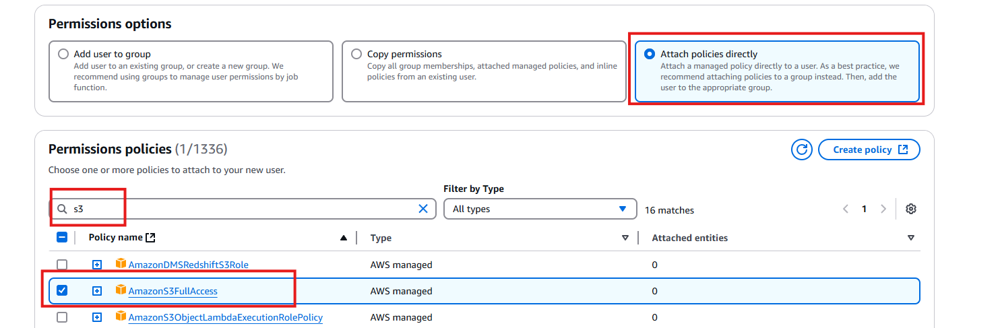 Permissions options
Add user to group
Add user to an existing group, or create a new group. We
recommend using groups to manage user permissions by job
function.
Copy permissions
Copy all group memberships, attached managed policies, and inline
policies from an existing user.
Attach policies directly
Attach a managed policy directly to a user. As a best practice, we
recommend attaching policies to a group instead. Then, add the
user to the appropriate group.
Permissions policies (1/1336)
Create policy
Choose one or more policies to attach to your new user.
Filter by Type
s3
All types
16 matches
1
Policy name
Type
Attached entities
AmazonDMSRedshiftS3Role
AWS managed
0
AmazonS3FullAccess
AWS managed
0
AmazonS3ObjectLambdaExecutionRolePolicy
AWS managed
0